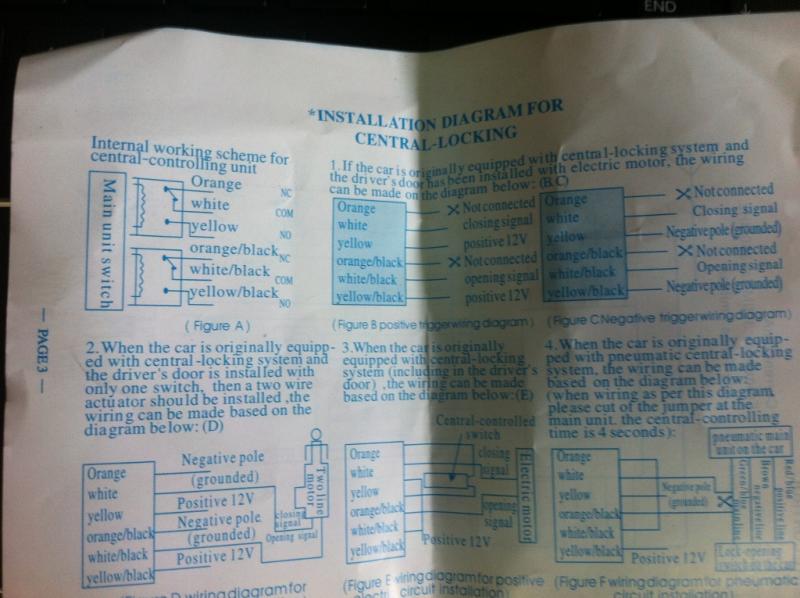 END
*INSTALLATION DIAGRAM FOR
CENTRAL-LOCKING
Internal working scheme for
central-controlling unit
Main unit switch
Orange
NC
white
COM
yellow
NO
orange/black
NC
white/black
COM
yellow/black
NO
(Figure A)
1. If the car is originally equipped with central-locking system and
the driver's door has been installed with electric motor, the wiring
can be made on the diagram below: (B.C)
Orange
Not connected
white
closing signal
yellow
positive 12V
orange/black
Not connected
white/black
opening signal
yellow/black
positive 12V
(Figure B positive triggerwiring diagram)
Orange
Not connected
white
Closing signal
yellow
Negative pole (grounded)
orange/black
Not connected
white/black
Opening signal
yellow/black
Negative pole (grounded)
(Figure CNegative triggerwiringdiagram)
— PAGE 3 —
2.When the car is originally equipp-
ed with central-locking system and
the driver's door is installed with
only one switch, then a two wire
actuator should be installed ,the
wiring can be made based on the
diagram below: (D)
Orange
white
yellow
orange/black
white/black
yellow/black
Negative pole
(grounded)
Positive 12V
Negative pole
(grounded)
Positive 12V
closing
signal
Opening signal
Two line
motor
Figure D wiringdiagramfor
3.When the car is originally
equipped with central-locking
system (including in the driver's
door) ,the wiring can be made
based on the diagram below:(E)
Central-controlled
switch
Orange
white
yellow
orange/black
white/black
yellow/black
closing
signal
opening
signal
Positive 12V
Electric motor
(Figure Ewiringdiagramfor positive
circuit installation)
4.When the car is originally equip-
ped with pneumatic central-locking
system, the wiring can be made
based on the diagram below:
(when wiring as per this diagram,
please cut of the jumper at the
main unit. the central-controlling
time is 4 seconds):
Orange
white
yellow
orange/black
white/black
yellow/black
Negative pole
(grounded)
Positive 12V
pneumatic main
unit on the car
Green/blue
Brown
negative line
Red/blue
positive line
Lock-opening
switch on the car
(Figure F wiringdiagramfor pneumatic
circuit installation)